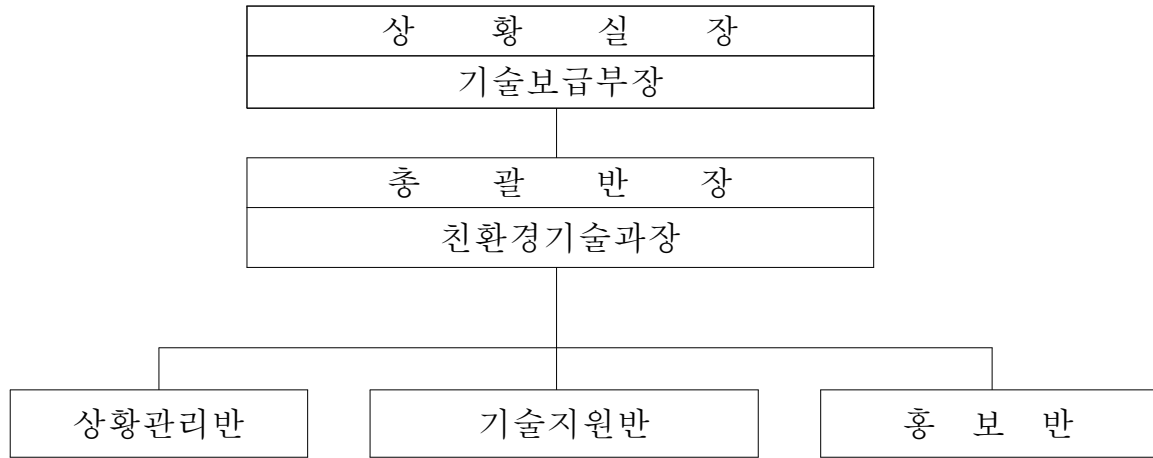 상 황 실 장
기술보급부장
총 괄 반 장
친환경기술과장
상황관리반 기술지원반 홍 보 반